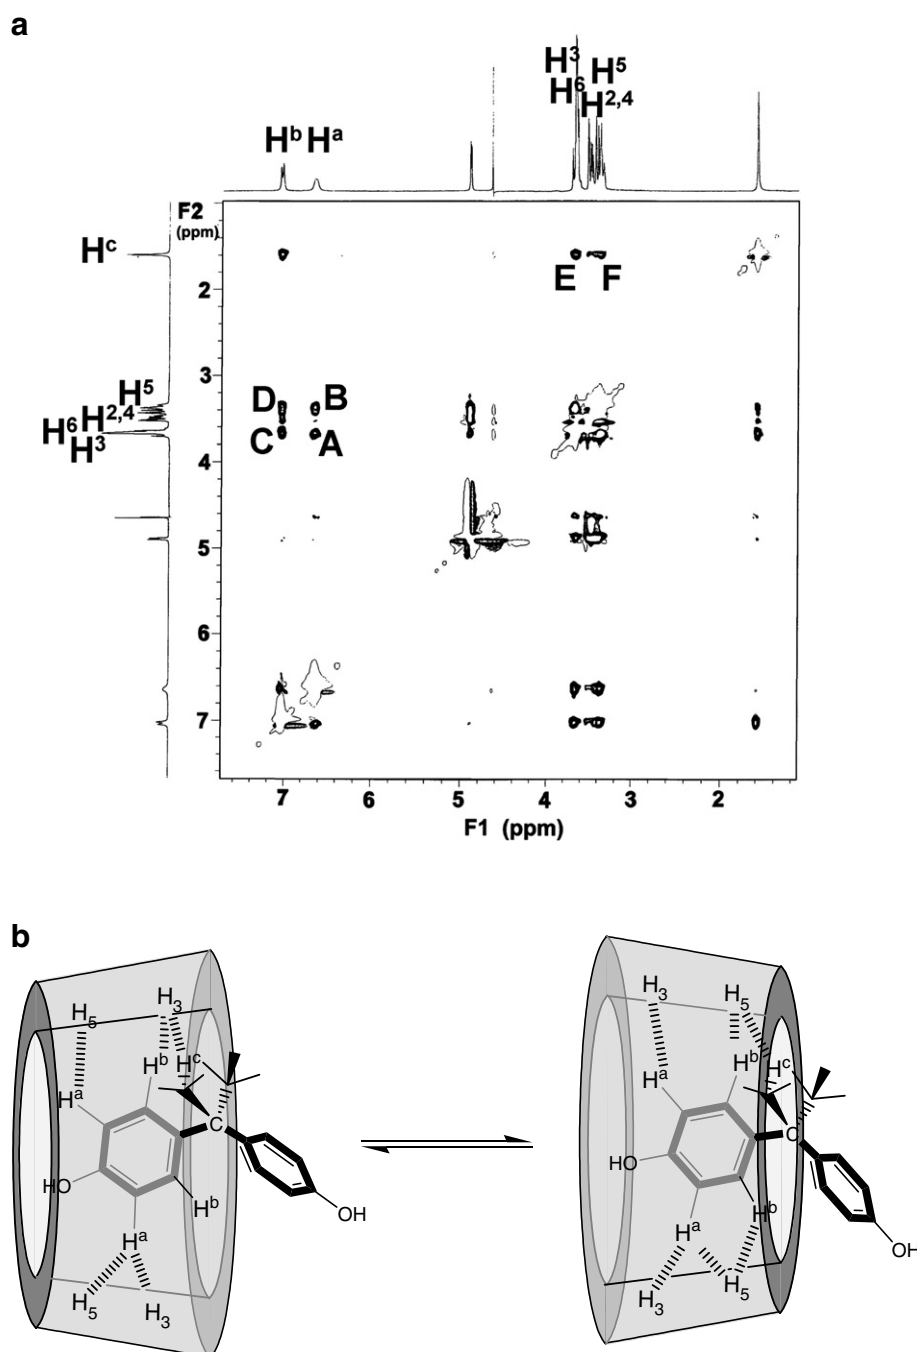 a
H³
H⁶
H⁵
H²,⁴
Hᵇ Hᵃ
F2
(ppm)
Hᶜ
E F
2
3
H⁵
D B
H²,⁴
H⁶
C A
H³
4
5
6
7
7 6 5 4 3 2
F1 (ppm)
b
H₅
H₃
Hᵇ
Hᶜ
Hᵃ
C
HO
Hᵇ
OH
Hᵃ
H₅
H₃
H₃
H₅
Hᵇ
Hᶜ
Hᵃ
C
HO
Hᵇ
Hᵃ
OH
H₅
H₃